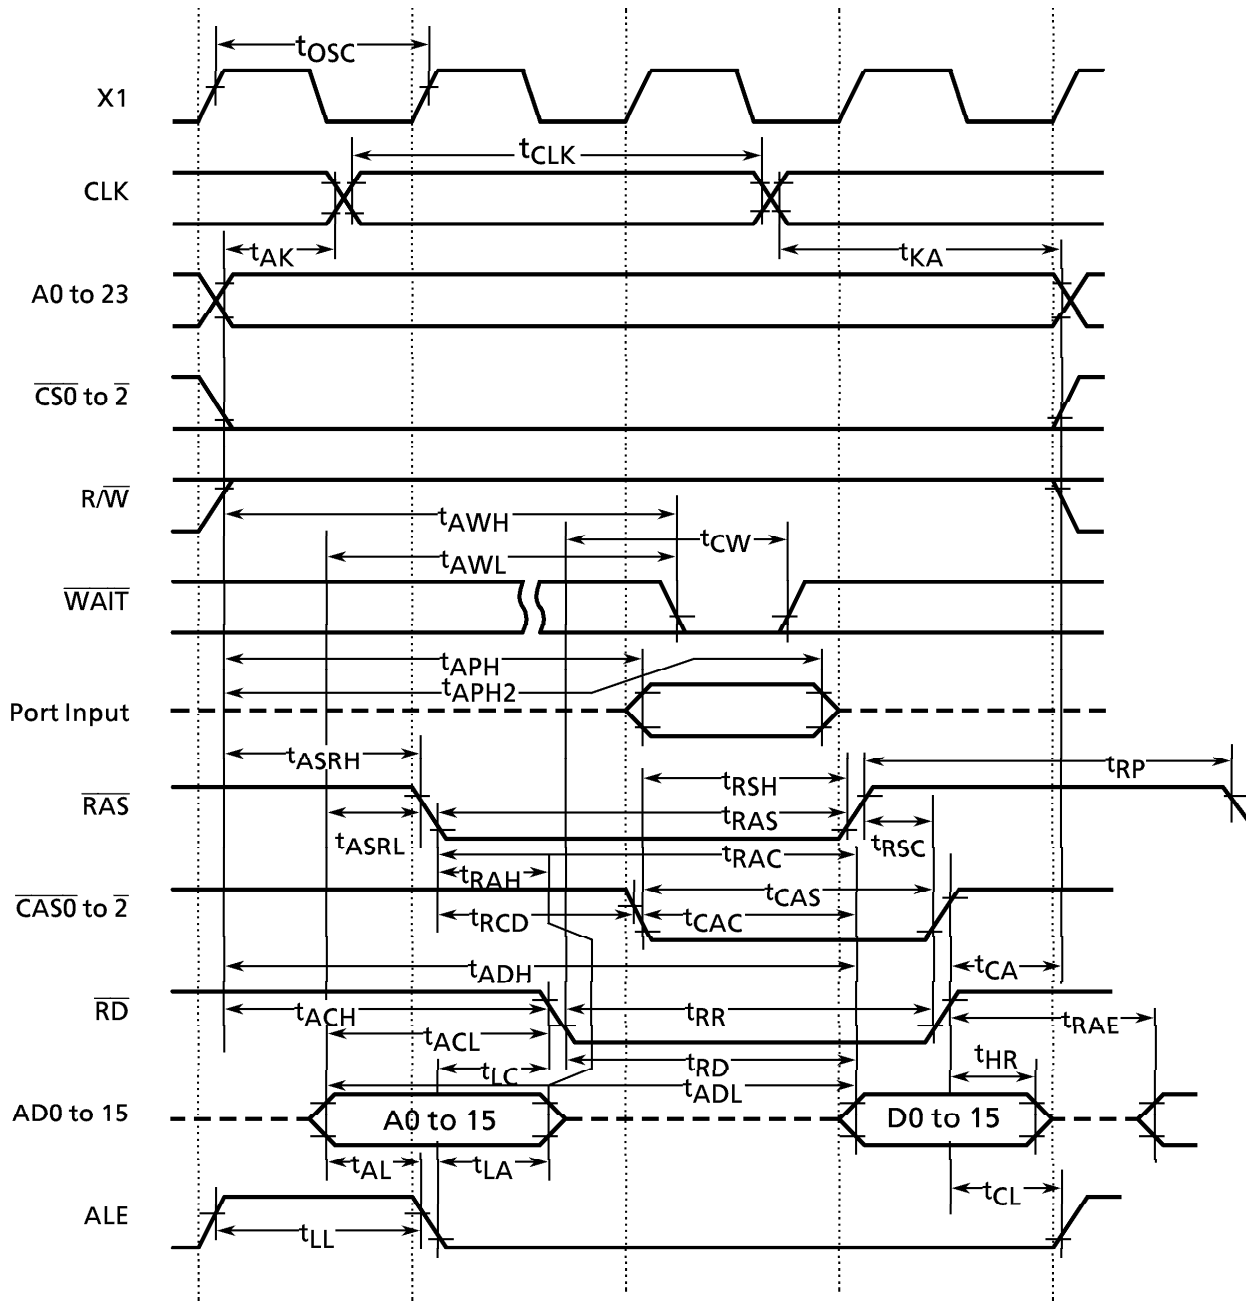 tOSC
X1
tCLK
CLK
tAK
tKA
A0 to 23
CS0 to 2
R/W
tAWH
tCW
tAWL
WAIT
tAPH
tAPH2
Port Input
tASRH
tRP
tRSH
RAS
tRAS
tASRL
tRSC
tRAC
tRAH
tCAS
CAS0 to 2
tRCD
tCAC
tADH
tCA
RD
tACH
tRR
tRAE
tACL
tHR
tRD
tLC
tADL
AD0 to 15
A0 to 15
D0 to 15
tAL
tLA
tCL
ALE
tLL